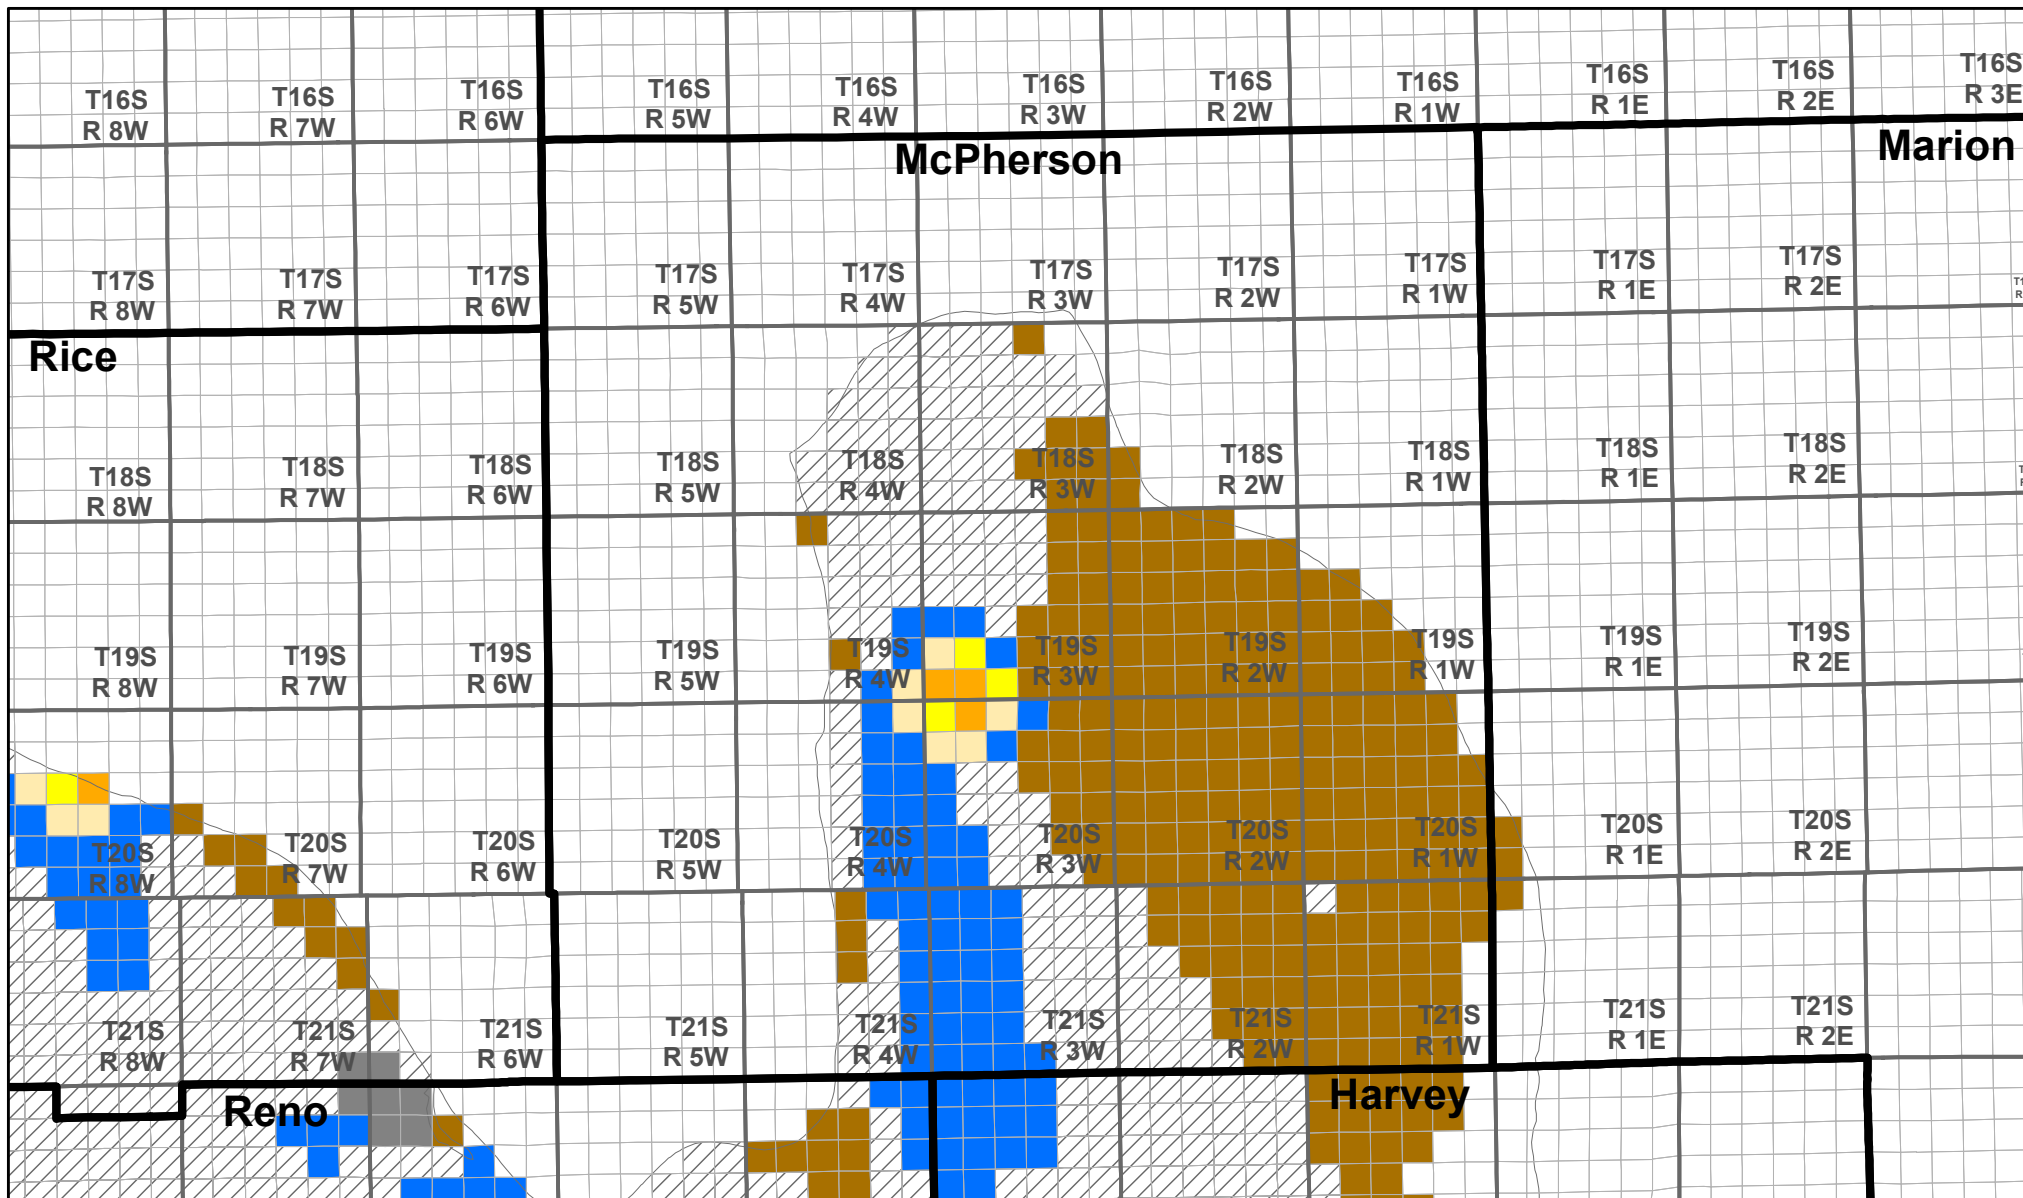 T16S
R 8W
T16S
R 7W
T16S
R 6W
T16S
R 5W
T16S
R 4W
T16S
R 3W
T16S
R 2W
T16S
R 1W
T16S
R 1E
T16S
R 2E
T16S
R 3E
McPherson
Marion
T17S
R 8W
T17S
R 7W
T17S
R 6W
T17S
R 5W
T17S
R 4W
T17S
R 3W
T17S
R 2W
T17S
R 1W
T17S
R 1E
T17S
R 2E
Rice
T18S
R 8W
T18S
R 7W
T18S
R 6W
T18S
R 5W
T18S
R 4W
T18S
R 3W
T18S
R 2W
T18S
R 1W
T18S
R 1E
T18S
R 2E
T19S
R 8W
T19S
R 7W
T19S
R 6W
T19S
R 5W
T19S
R 4W
T19S
R 3W
T19S
R 2W
T19S
R 1W
T19S
R 1E
T19S
R 2E
T20S
R 8W
T20S
R 7W
T20S
R 6W
T20S
R 5W
T20S
R 4W
T20S
R 3W
T20S
R 2W
T20S
R 1W
T20S
R 1E
T20S
R 2E
T21S
R 8W
T21S
R 7W
T21S
R 6W
T21S
R 5W
T21S
R 4W
T21S
R 3W
T21S
R 2W
T21S
R 1W
T21S
R 1E
T21S
R 2E
Reno
Harvey